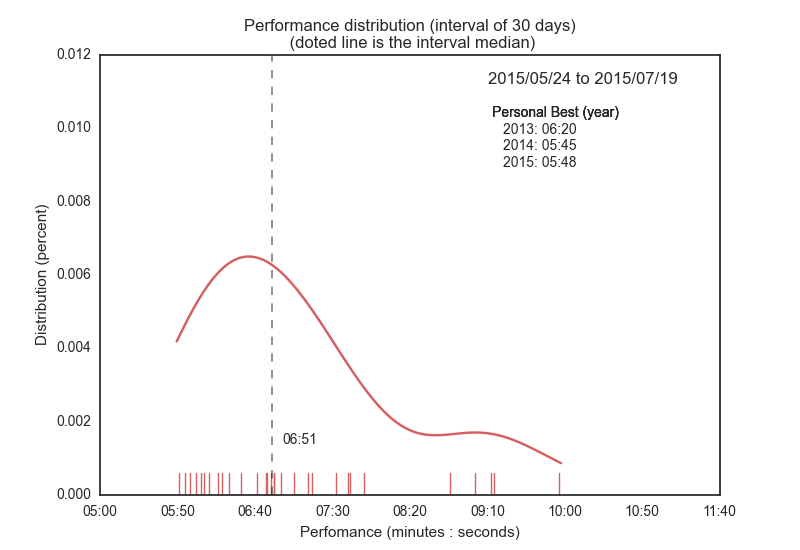 Performance distribution (interval of 30 days)
(doted line is the interval median)
2015/05/24 to 2015/07/19
Personal Best (year)
2013: 06:20
2014: 05:45
2015: 05:48
0.012
0.010
0.008
0.006
0.004
0.002
0.000
Distribution (percent)
06:51
05:00 05:50 06:40 07:30 08:20 09:10 10:00 10:50 11:40
Perfomance (minutes : seconds)